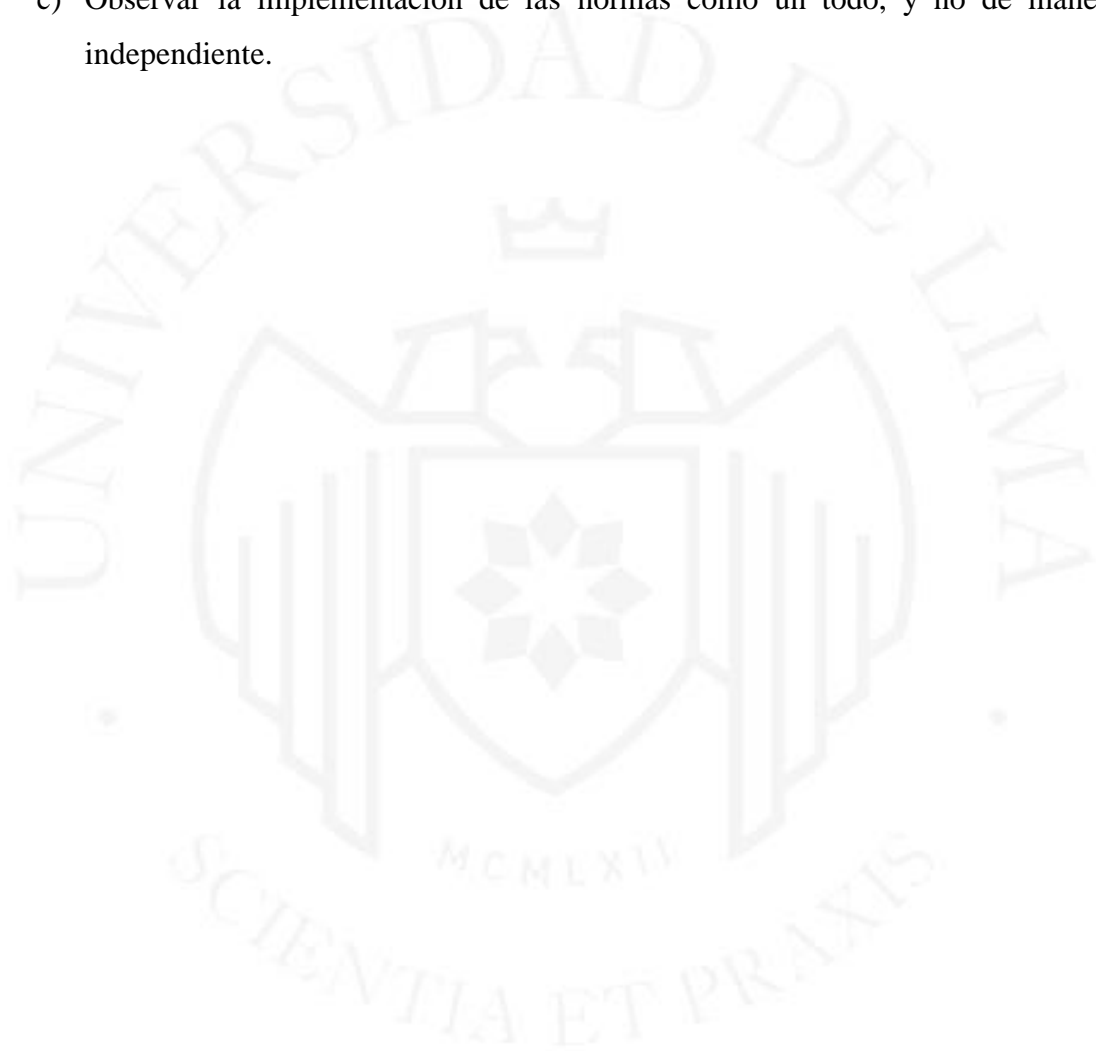 c) Observar la implementación de las normas como un todo, y no de mane
independiente.
UNIVERSIDAD DE LIMA
MCMLXII
SCIENTIA ET PRAXIS